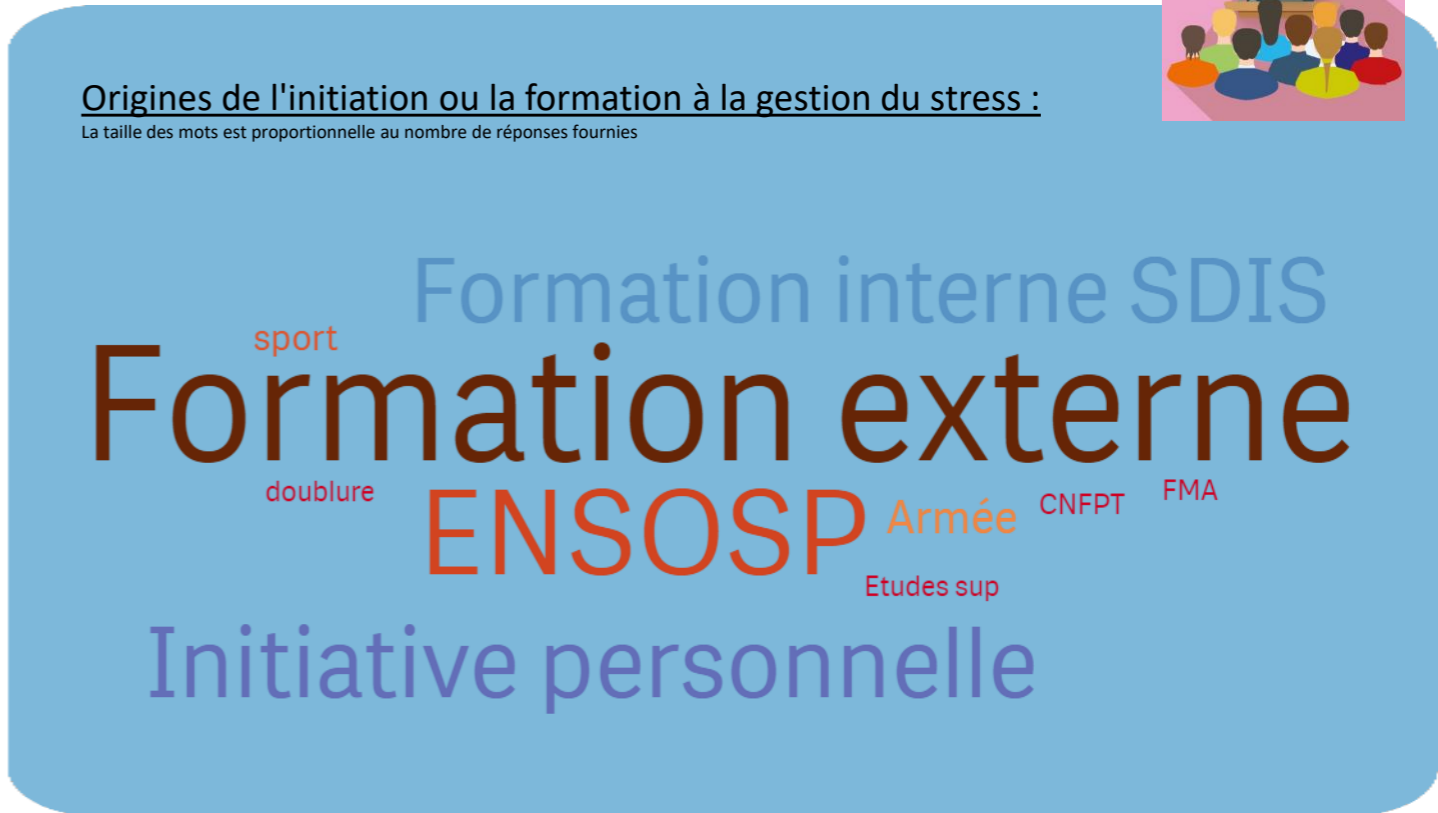 Origines de l'initiation ou la formation à la gestion du stress :
La taille des mots est proportionnelle au nombre de réponses fournies
Formation interne SDIS
sport
Formation externe
doublure
ENSOSP
Armée
CNFPT
FMA
Etudes sup
Initiative personnelle